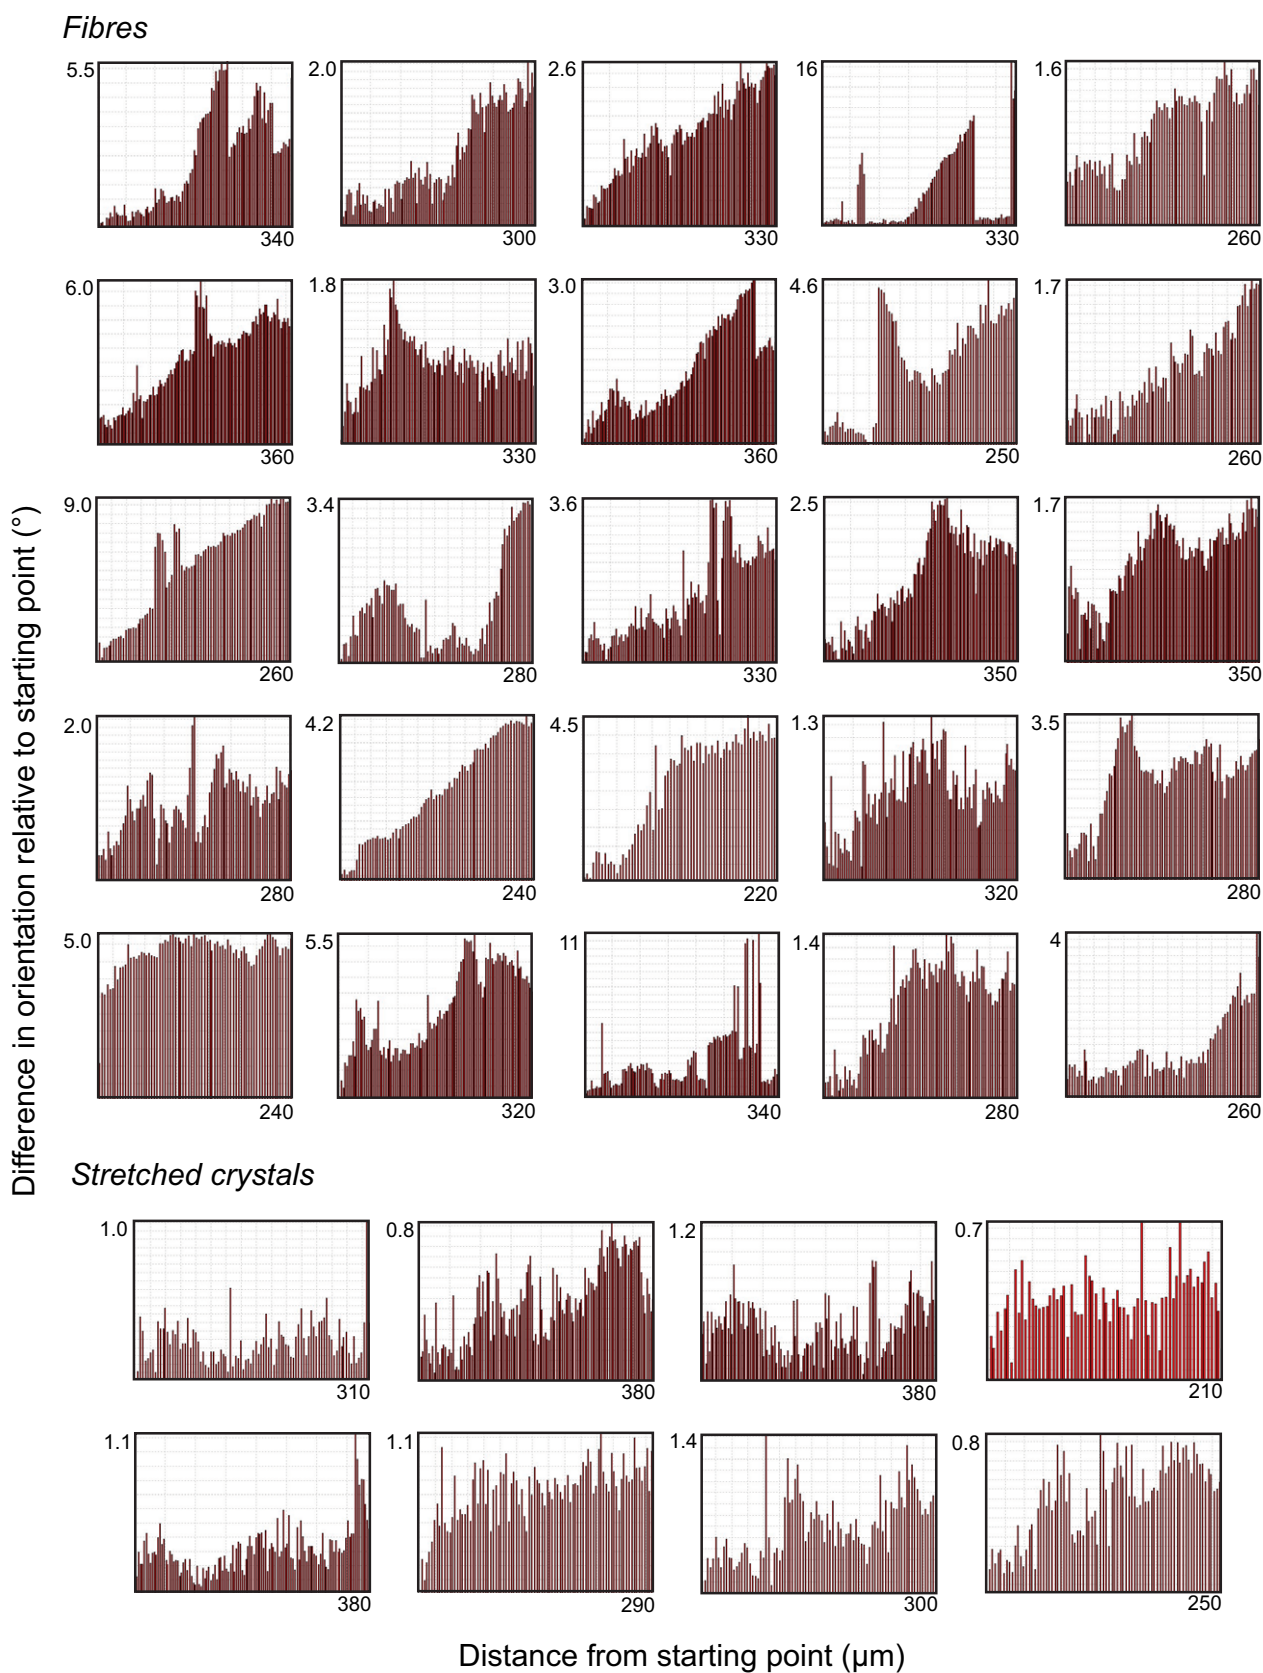 Fibres
5.5 2.0 2.6 16 1.6
340 300 330 330 260
6.0 1.8 3.0 4.6 1.7
360 330 360 250 260
9.0 3.4 3.6 2.5 1.7
260 280 330 350 350
2.0 4.2 4.5 1.3 3.5
280 240 220 320 280
5.0 5.5 11 1.4 4
240 320 340 280 260
Difference in orientation relative to starting point (°)
Stretched crystals
1.0 0.8 1.2 0.7
310 380 380 210
1.1 1.1 1.4 0.8
380 290 300 250
Distance from starting point (µm)